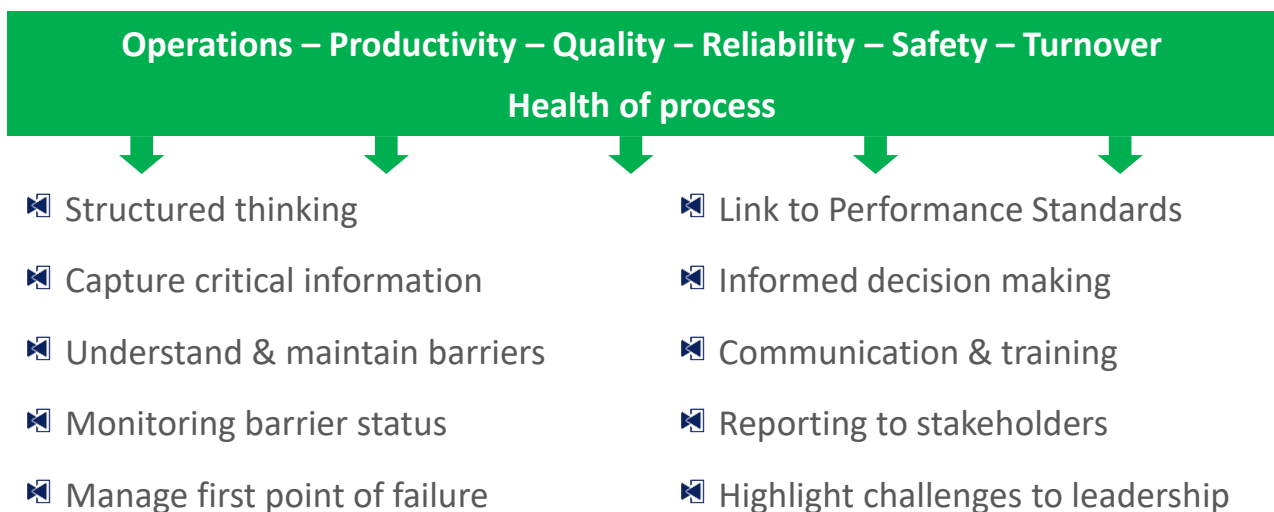 Operations – Productivity – Quality – Reliability – Safety – Turnover
Health of process
Structured thinking
Capture critical information
Understand & maintain barriers
Monitoring barrier status
Manage first point of failure
Link to Performance Standards
Informed decision making
Communication & training
Reporting to stakeholders
Highlight challenges to leadership